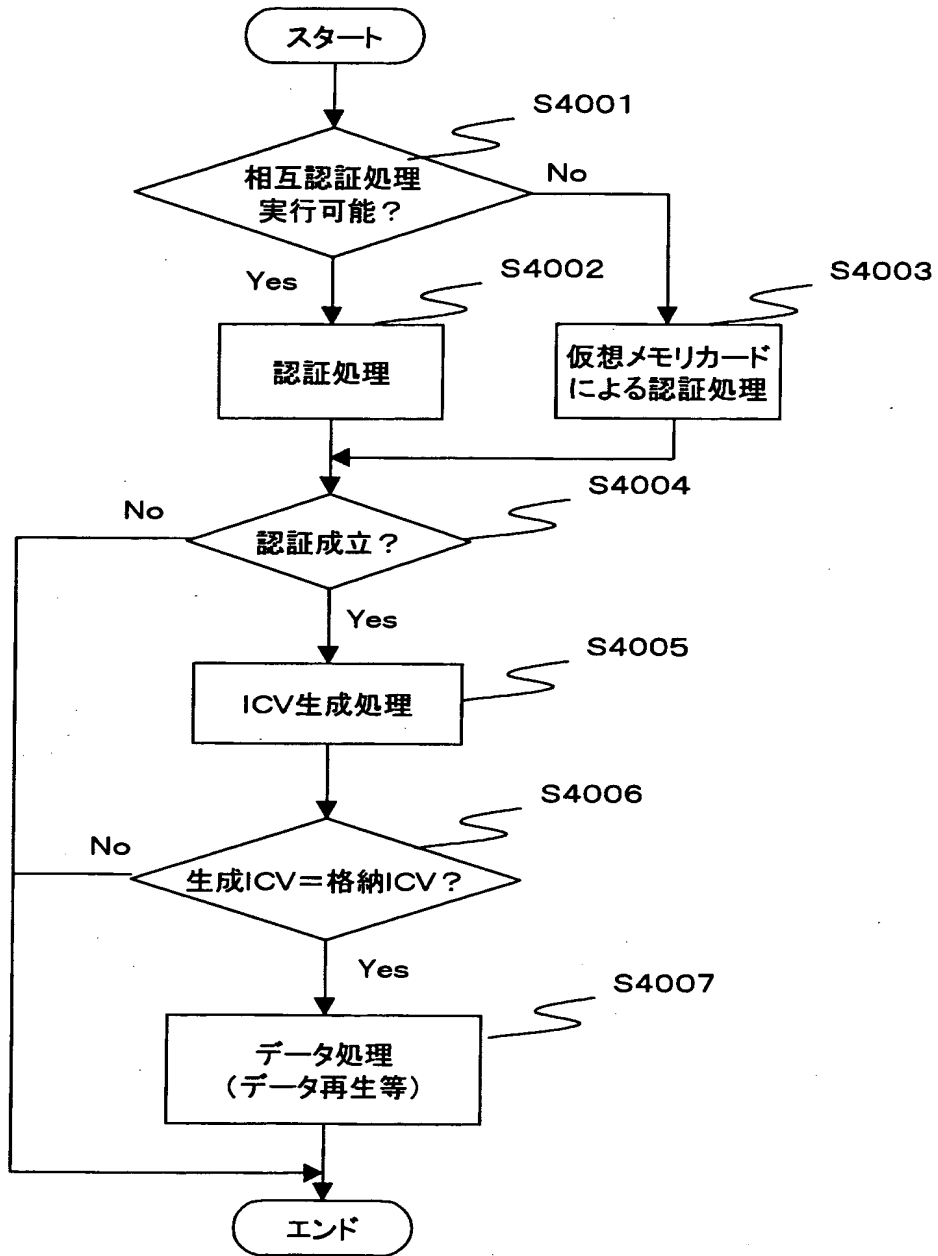 スタート
S4001
相互認証処理
実行可能？
No
Yes
S4002
S4003
認証処理
仮想メモリカード
による認証処理
S4004
No
認証成立？
Yes
S4005
ICV生成処理
S4006
No
生成ICV＝格納ICV？
Yes
S4007
データ処理
（データ再生等）
エンド